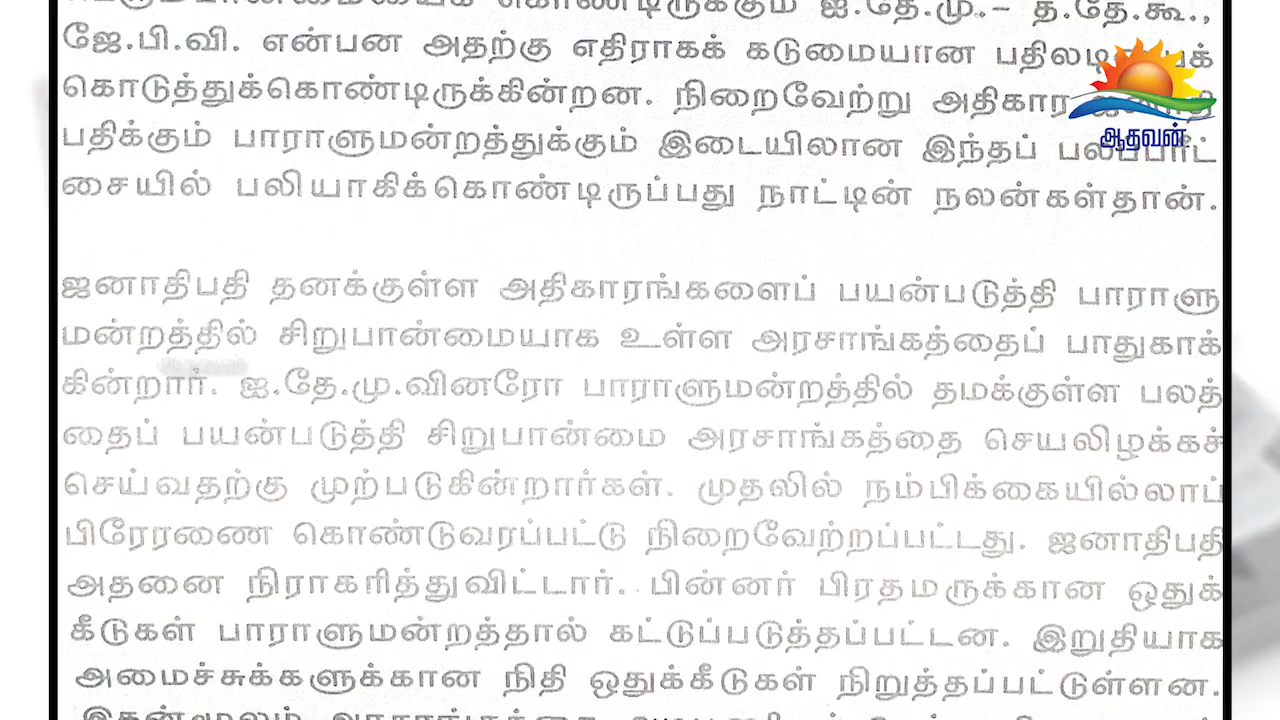 கொண்டிருக்கும் ஐ.தே.மு.– த.தே.கூ.,
ஜே.பி.வி. என்பன அதற்கு எதிராகக் கடுமையான
கொடுத்துக்கொண்டிருக்கின்றன. நிறைவேற்று அதிகார
ஆதவன்
பதிக்கும் பாராளுமன்றத்துக்கும் இடையிலான இந்தப்
சையில் பலியாகிக்கொண்டிருப்பது நாட்டின் நலன்கள்தான்.
ஜனாதிபதி தனக்குள்ள அதிகாரங்களைப் பயன்படுத்தி பாராளு
மன்றத்தில் சிறுபான்மையாக உள்ள அரசாங்கத்தைப் பாதுகாக்
கின்றார். ஐ.தே.மு.வினரோ பாராளுமன்றத்தில் தமக்குள்ள பலத்
தைப் பயன்படுத்தி சிறுபான்மை அரசாங்கத்தை செயலிழக்கச்
செய்வதற்கு முற்படுகின்றார்கள். முதலில் நம்பிக்கையில்லாப்
பிரேரணை கொண்டுவரப்பட்டு நிறைவேற்றப்பட்டது. ஜனாதிபதி
அதனை நிராகரித்துவிட்டார். பின்னர் பிரதமருக்கான ஒதுக்
கீடுகள் பாராளுமன்றத்தால் கட்டுப்படுத்தப்பட்டன. இறுதியாக
அமைச்சுக்களுக்கான நிதி ஒதுக்கீடுகள் நிறுத்தப்பட்டுள்ளன.